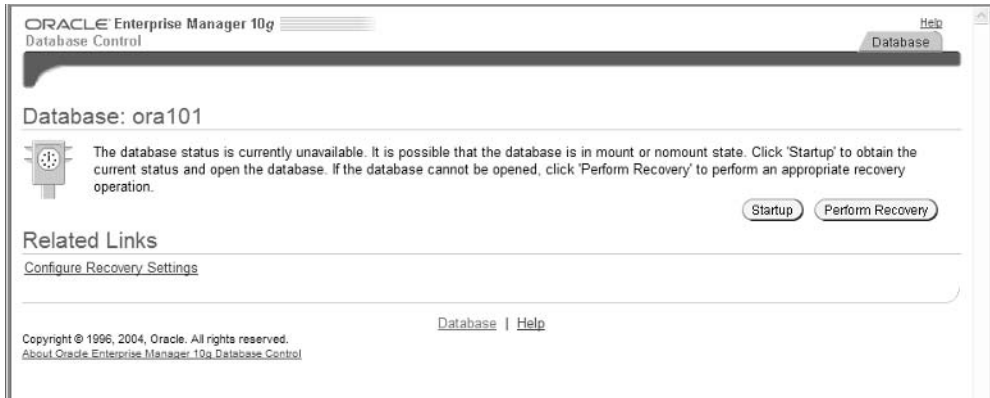 ORACLE Enterprise Manager 10g
Database Control
Help
Database
Database: ora101
The database status is currently unavailable. It is possible that the database is in mount or nomount state. Click 'Startup' to obtain the
current status and open the database. If the database cannot be opened, click 'Perform Recovery' to perform an appropriate recovery
operation.
Startup
Perform Recovery
Related Links
Configure Recovery Settings
Database | Help
Copyright © 1996, 2004, Oracle. All rights reserved.
About Oracle Enterprise Manager 10g Database Control